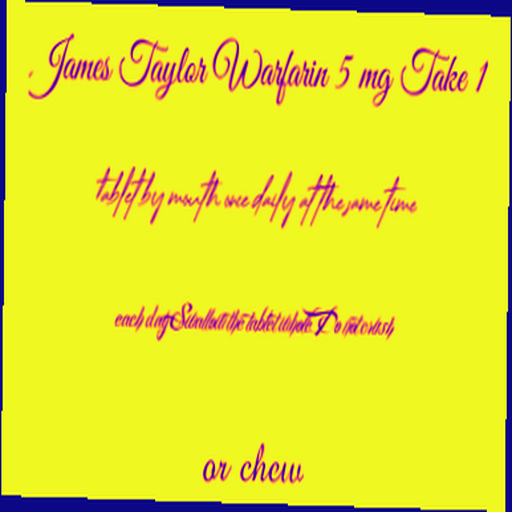 James Taylor Warfarin 5 mg Take 1
tablet by mouth once daily at the same time
each day Swallow the tablet whole. Do not crush
or chew